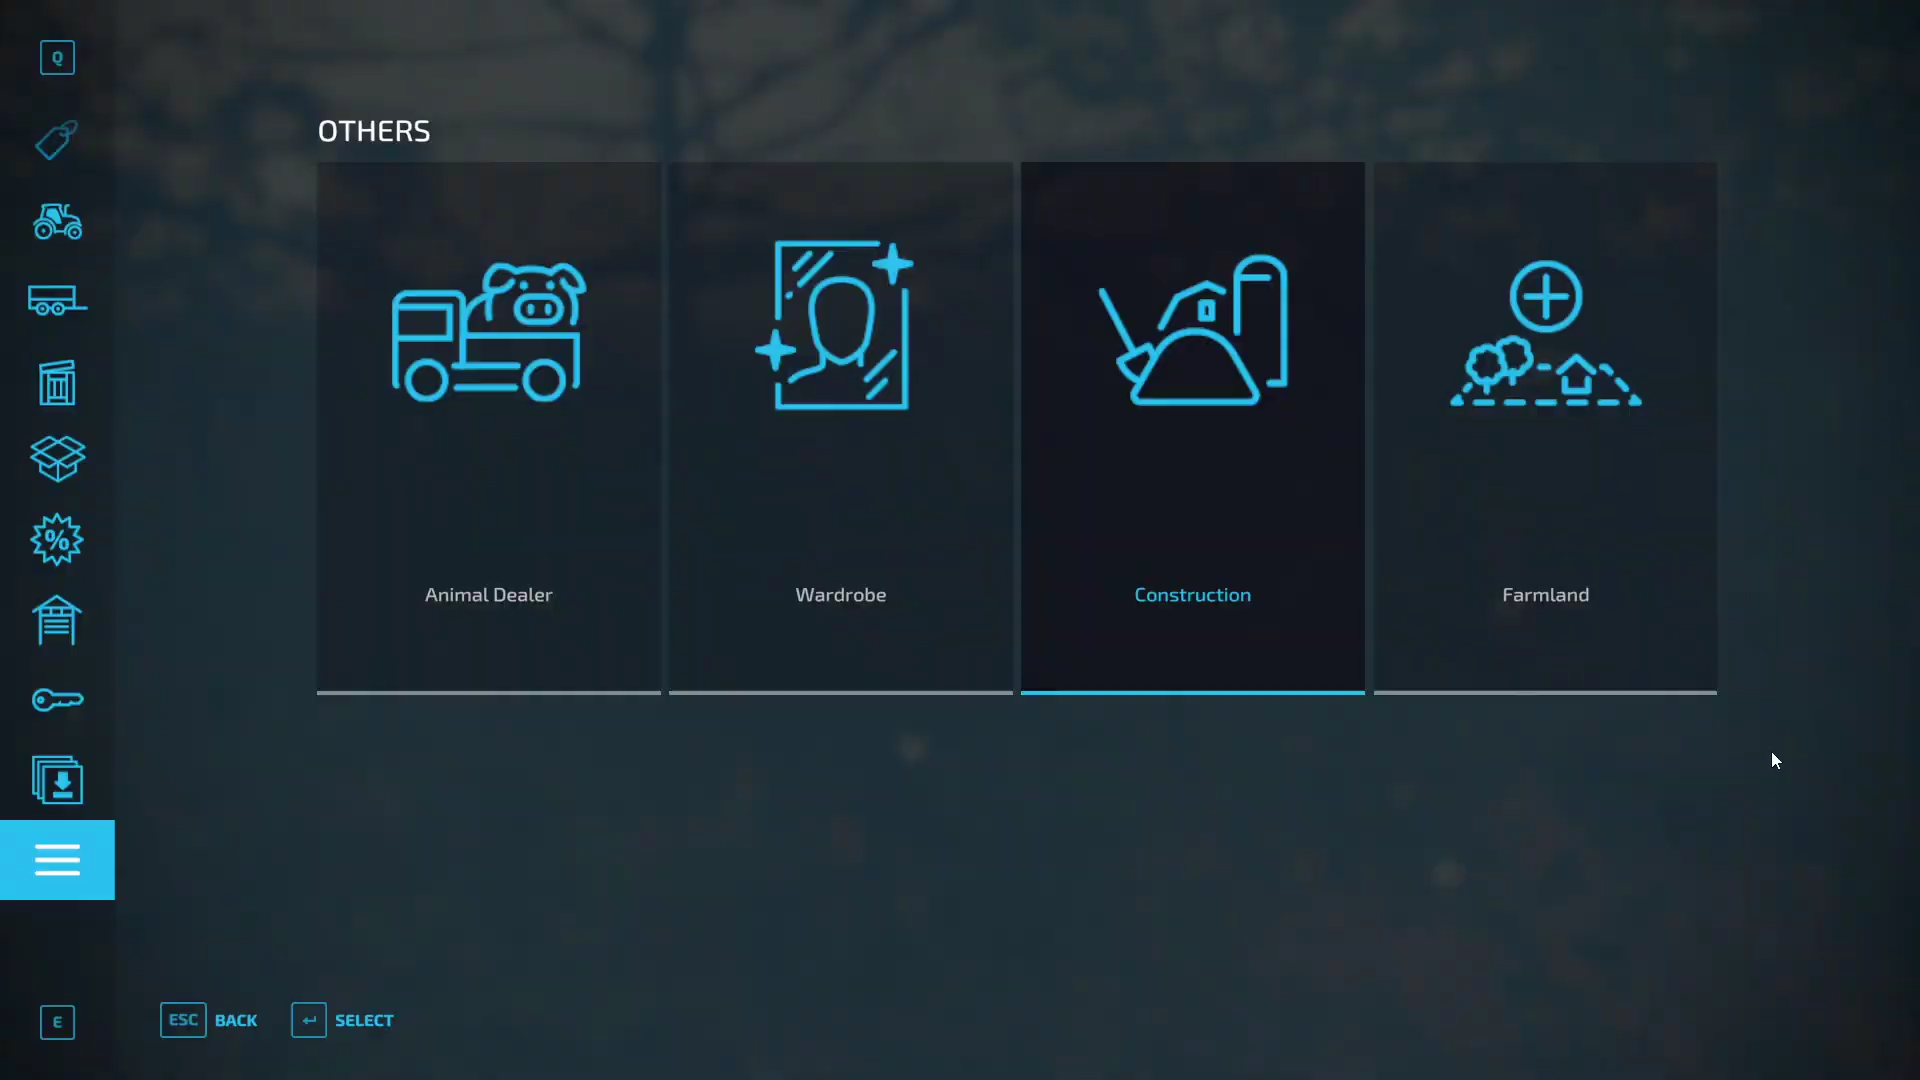 Q
OTHERS
%
Animal Dealer
Wardrobe
Construction
Farmland
E
ESC BACK
↵ SELECT